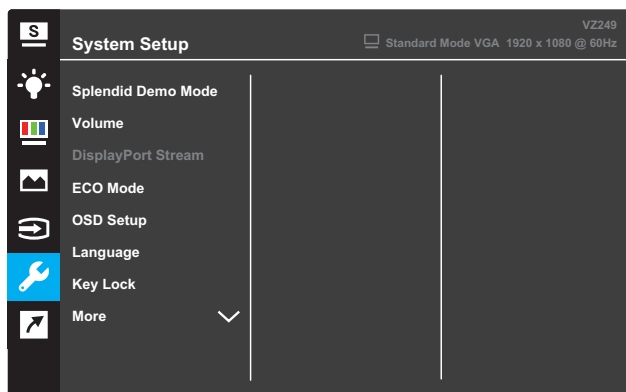 S
VZ249
System Setup
Standard Mode VGA 1920 x 1080 @ 60Hz
Splendid Demo Mode
Volume
DisplayPort Stream
ECO Mode
OSD Setup
Language
Key Lock
More